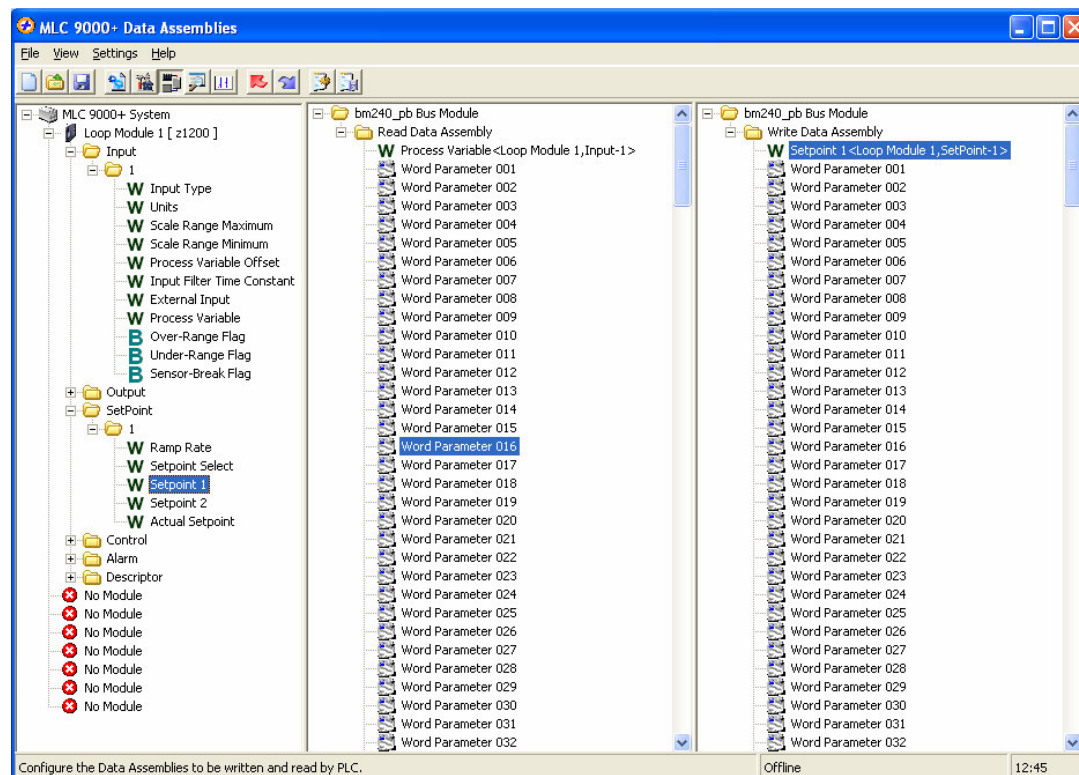 MLC 9000+ Data Assemblies
File View Settings Help
MLC 9000+ System
Loop Module 1 [ z1200 ]
Input
1
W Input Type
W Units
W Scale Range Maximum
W Scale Range Minimum
W Process Variable Offset
W Input Filter Time Constant
W External Input
W Process Variable
B Over-Range Flag
B Under-Range Flag
B Sensor-Break Flag
Output
SetPoint
1
W Ramp Rate
W Setpoint Select
W Setpoint 1
W Setpoint 2
W Actual Setpoint
Control
Alarm
Descriptor
No Module
No Module
No Module
No Module
No Module
No Module
No Module
bm240_pb Bus Module
Read Data Assembly
W Process Variable<Loop Module 1,Input-1>
Word Parameter 001
Word Parameter 002
Word Parameter 003
Word Parameter 004
Word Parameter 005
Word Parameter 006
Word Parameter 007
Word Parameter 008
Word Parameter 009
Word Parameter 010
Word Parameter 011
Word Parameter 012
Word Parameter 013
Word Parameter 014
Word Parameter 015
Word Parameter 016
Word Parameter 017
Word Parameter 018
Word Parameter 019
Word Parameter 020
Word Parameter 021
Word Parameter 022
Word Parameter 023
Word Parameter 024
Word Parameter 025
Word Parameter 026
Word Parameter 027
Word Parameter 028
Word Parameter 029
Word Parameter 030
Word Parameter 031
Word Parameter 032
bm240_pb Bus Module
Write Data Assembly
W Setpoint 1<Loop Module 1,SetPoint-1>
Word Parameter 001
Word Parameter 002
Word Parameter 003
Word Parameter 004
Word Parameter 005
Word Parameter 006
Word Parameter 007
Word Parameter 008
Word Parameter 009
Word Parameter 010
Word Parameter 011
Word Parameter 012
Word Parameter 013
Word Parameter 014
Word Parameter 015
Word Parameter 016
Word Parameter 017
Word Parameter 018
Word Parameter 019
Word Parameter 020
Word Parameter 021
Word Parameter 022
Word Parameter 023
Word Parameter 024
Word Parameter 025
Word Parameter 026
Word Parameter 027
Word Parameter 028
Word Parameter 029
Word Parameter 030
Word Parameter 031
Word Parameter 032
Configure the Data Assemblies to be written and read by PLC.
Offline
12:45